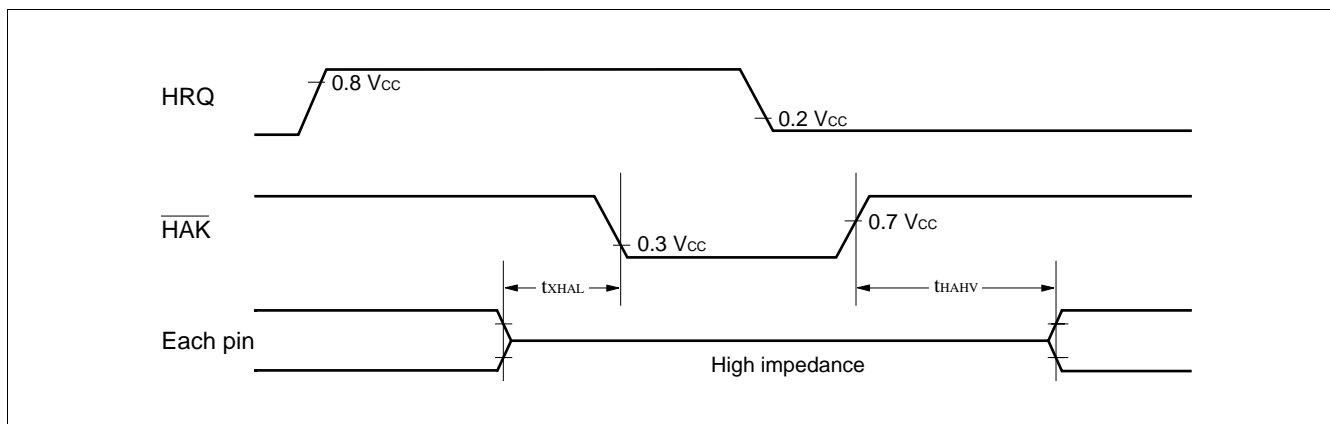 HRQ
0.8 Vcc
0.2 Vcc
HAK
0.3 Vcc
0.7 Vcc
tXHAL
tHAHV
Each pin
High impedance